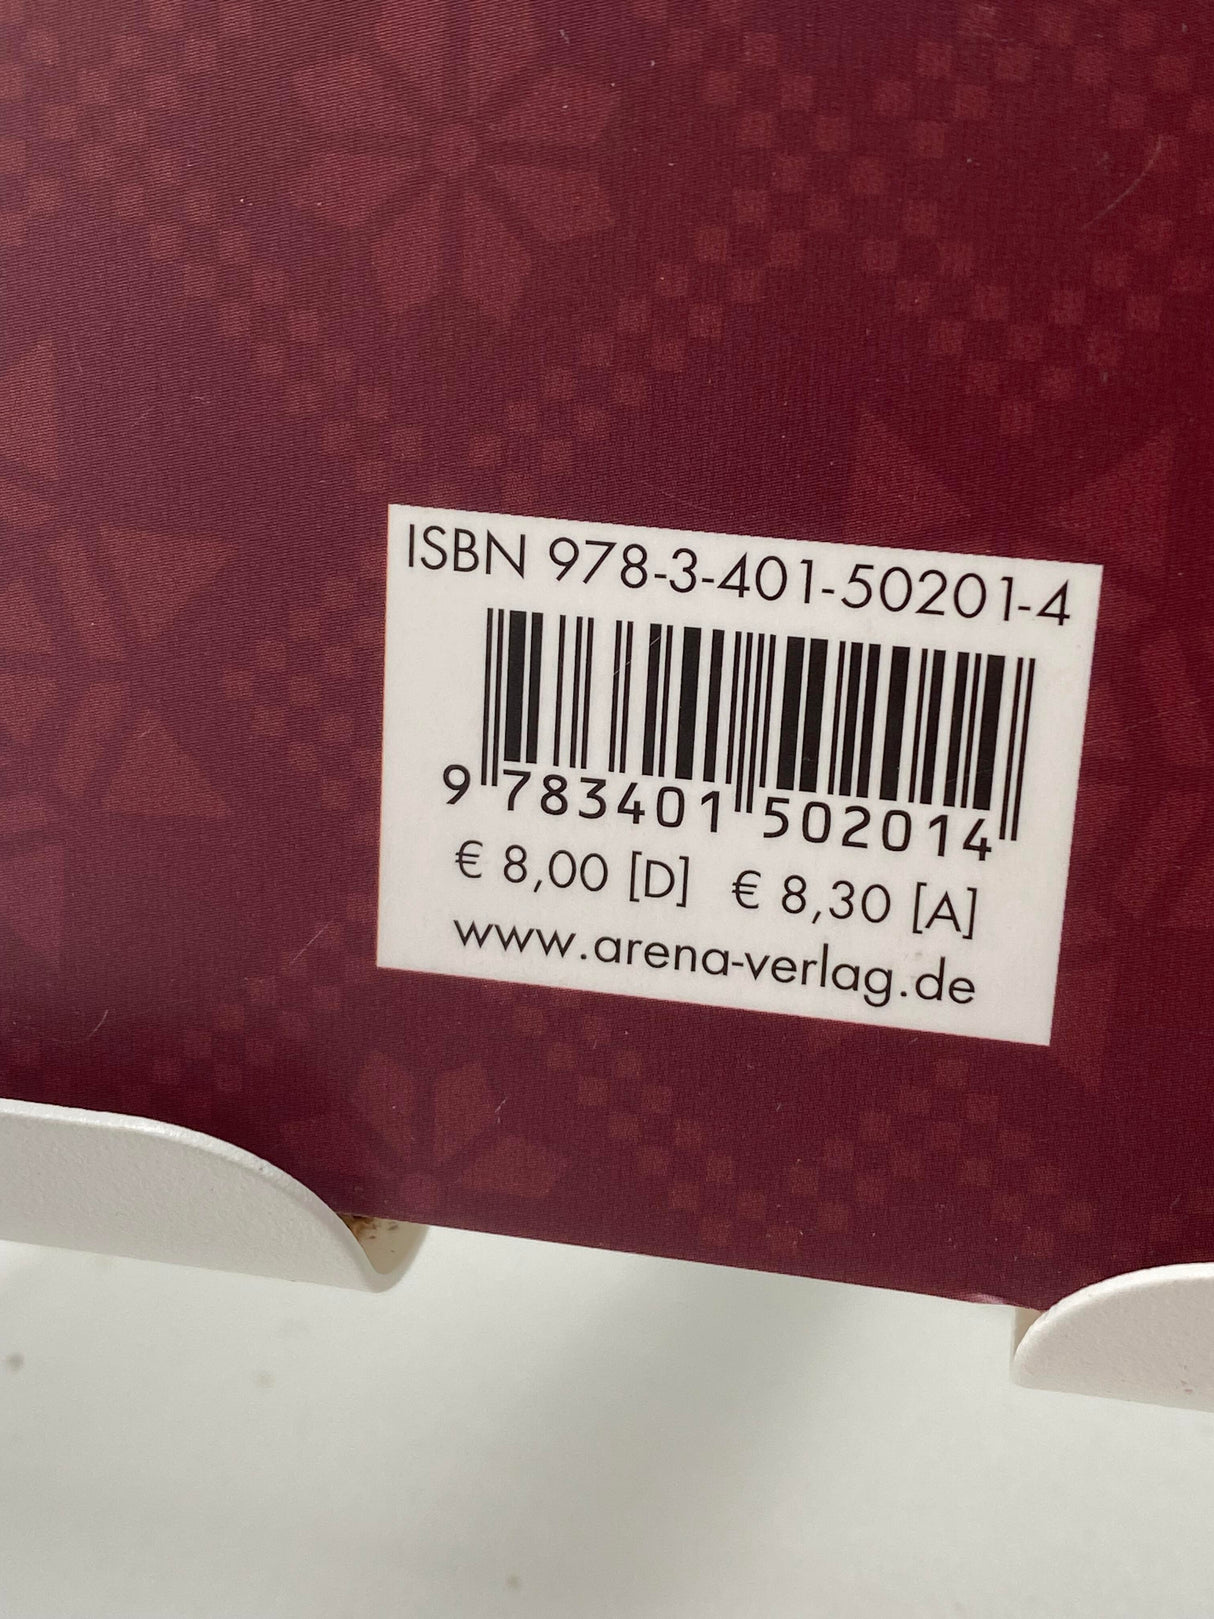 ISBN 978-3-401-50201-4
9 783401 502014
€ 8,00 [D] € 8,30 [A]
www.arena-verlag.de